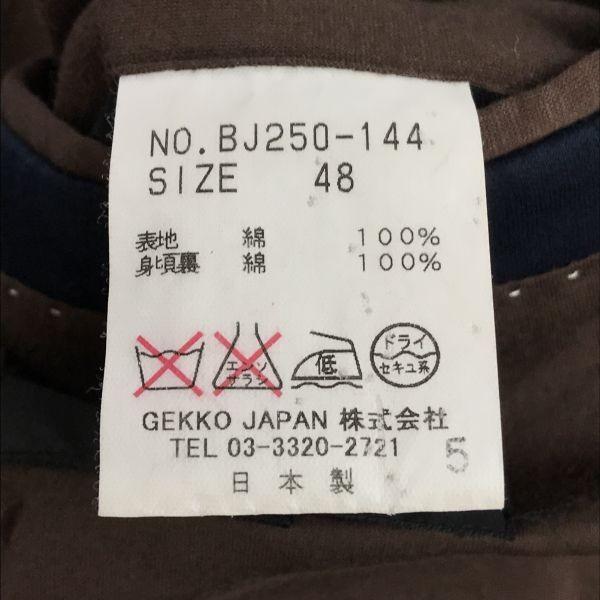 NO.BJ250-144
SIZE 48
表地 綿 100%
身頃裏 綿 100%
エンソ
サラシ
低
ドライ
セキユ系
GEKKO JAPAN 株式会社
TEL 03-3320-2721
5
日本製